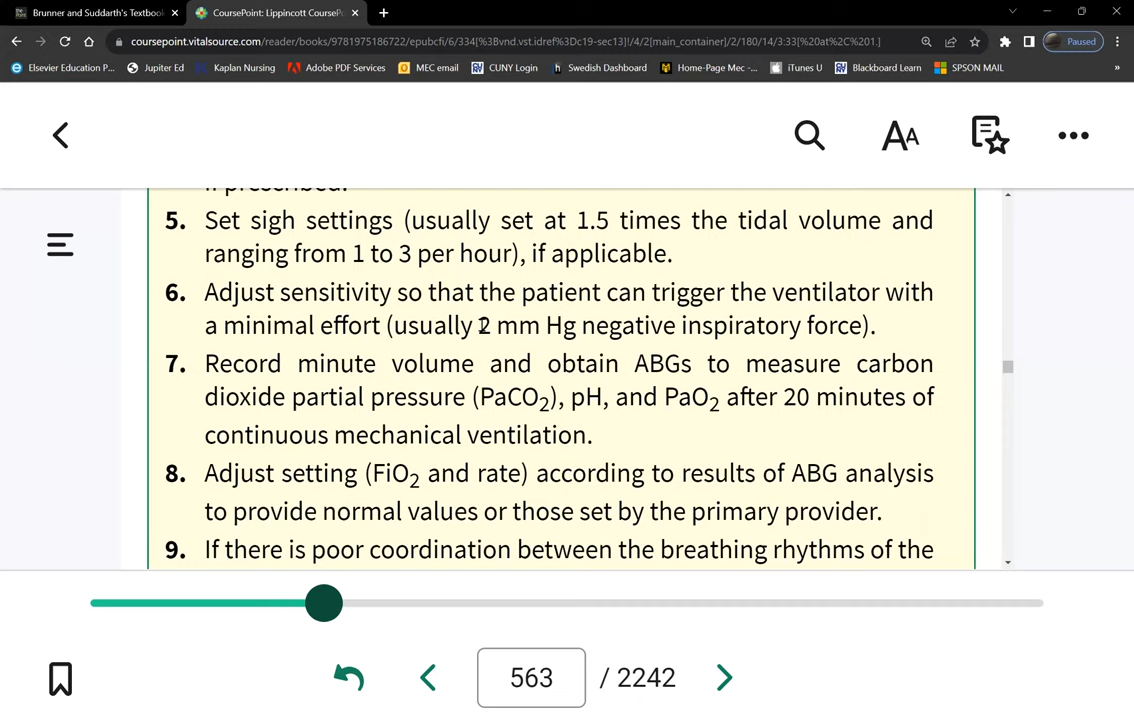 Brunner and Suddarth's Textbook
CoursePoint: Lippincott CoursePo
coursepoint.vitalsource.com/reader/books/9781975186722/epubcfi/6/334[%3Bvnd.vst.idref%3Dc19-sec13]!/4/2[main_container]/2/180/14/3:33[%20at%2C%201.]
Paused
Elsevier Education P...
Jupiter Ed
Kaplan Nursing
Adobe PDF Services
MEC email
CUNY Login
Swedish Dashboard
Home-Page Mec -...
iTunes U
Blackboard Learn
SPSON MAIL
»
AA
if prescribed.
5. Set sigh settings (usually set at 1.5 times the tidal volume and
ranging from 1 to 3 per hour), if applicable.
6. Adjust sensitivity so that the patient can trigger the ventilator with
a minimal effort (usually 2 mm Hg negative inspiratory force).
7. Record minute volume and obtain ABGs to measure carbon
dioxide partial pressure (PaCO2), pH, and PaO2 after 20 minutes of
continuous mechanical ventilation.
8. Adjust setting (FiO2 and rate) according to results of ABG analysis
to provide normal values or those set by the primary provider.
9. If there is poor coordination between the breathing rhythms of the
563 / 2242